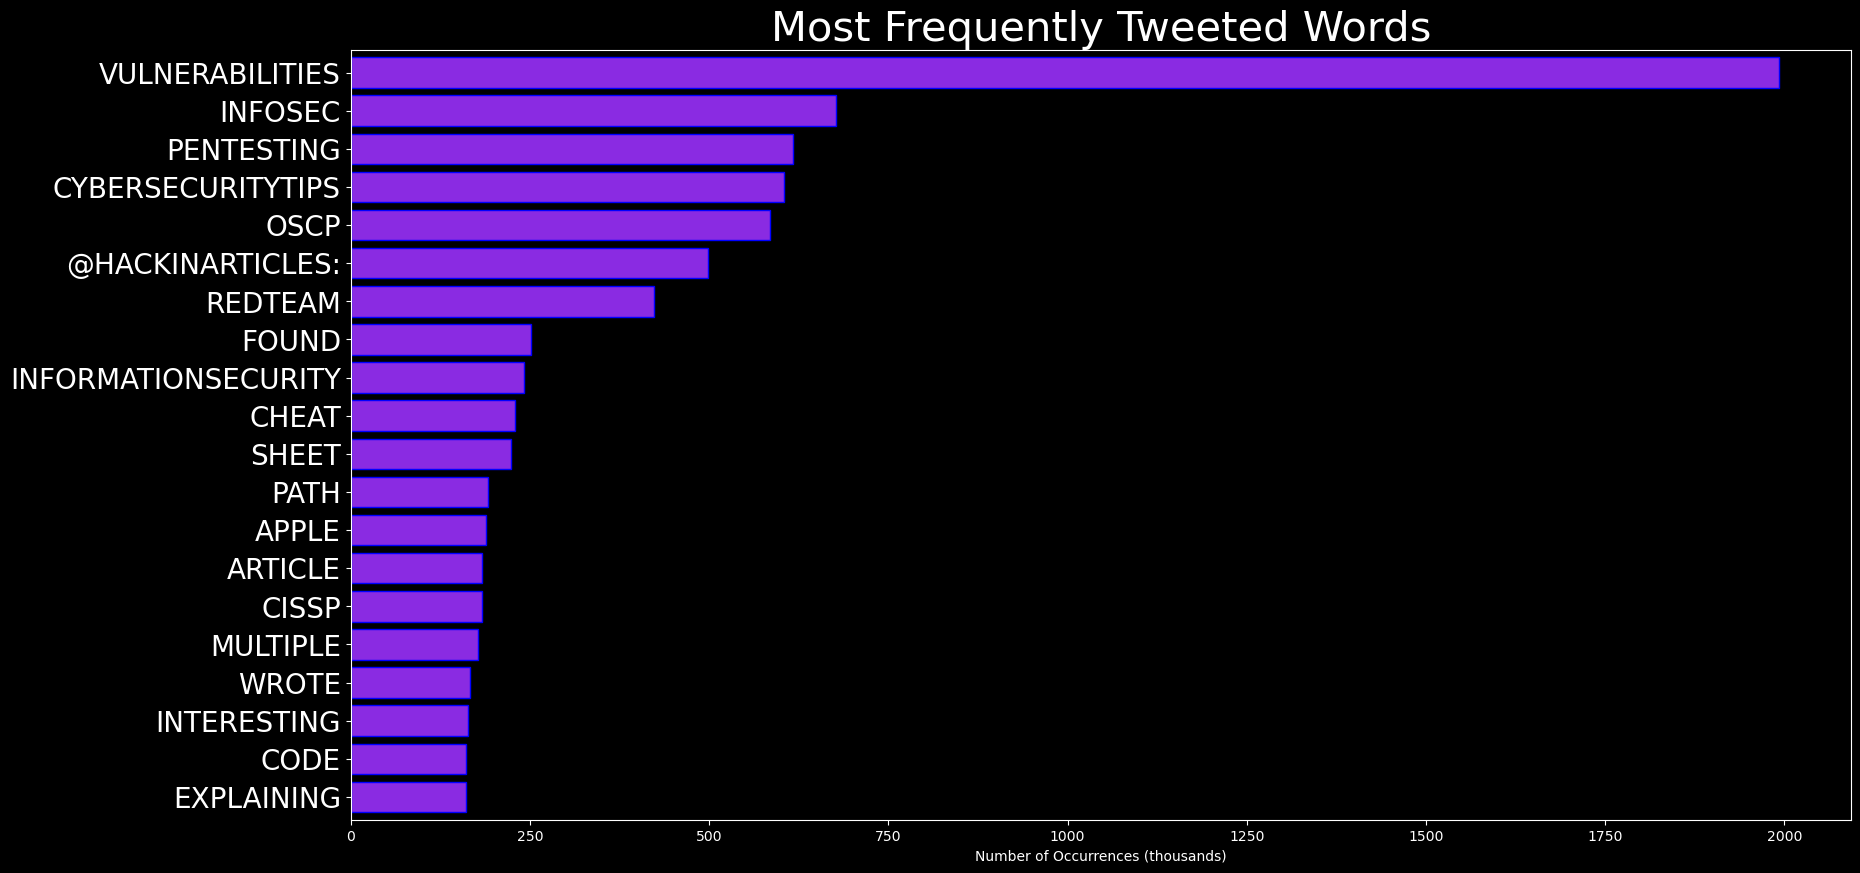 Most Frequently Tweeted Words
VULNERABILITIES
INFOSEC
PENTESTING
CYBERSECURITYTIPS
OSCP
@HACKINARTICLES:
REDTEAM
FOUND
INFORMATIONSECURITY
CHEAT
SHEET
PATH
APPLE
ARTICLE
CISSP
MULTIPLE
WROTE
INTERESTING
CODE
EXPLAINING
0 250 500 750 1000 1250 1500 1750 2000
Number of Occurrences (thousands)